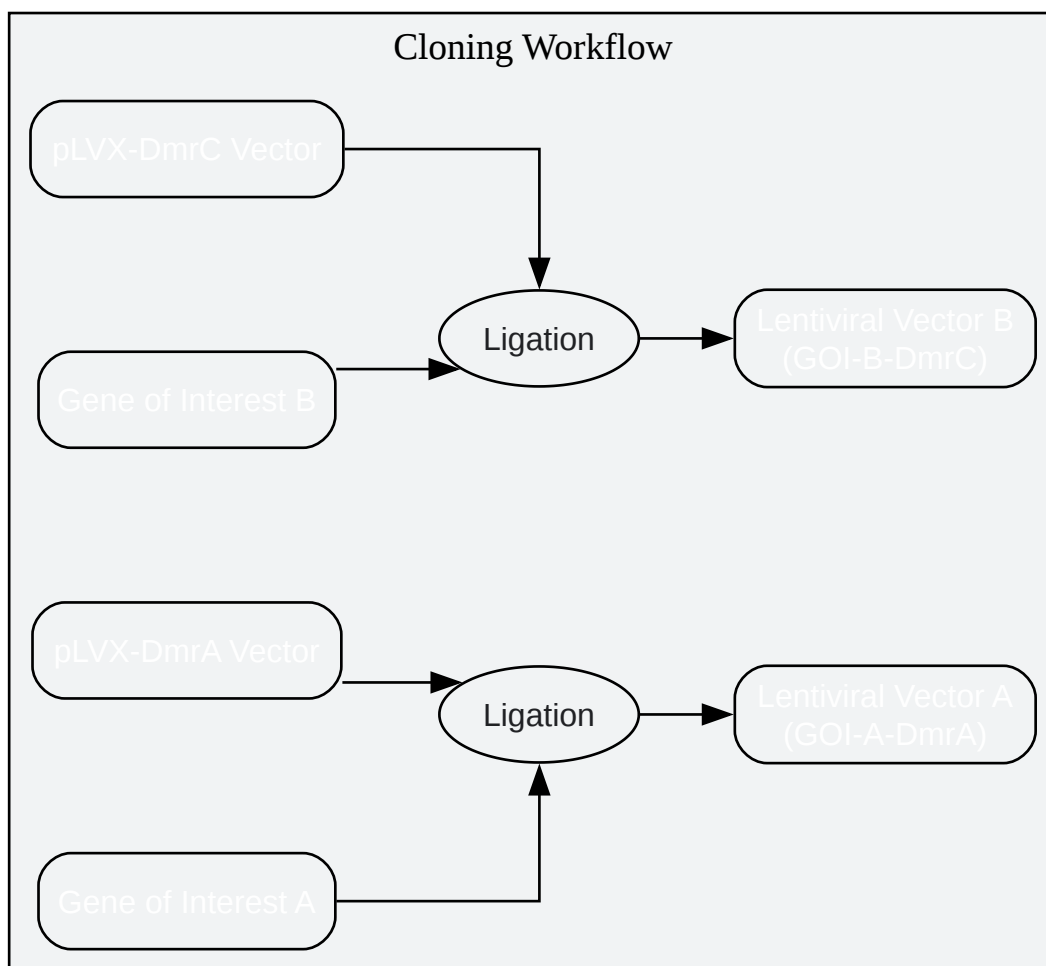 Cloning Workflow
pLVX-DmrC Vector
Ligation
Lentiviral Vector B
(GOI-B-DmrC)
Gene of Interest B
pLVX-DmrA Vector
Ligation
Lentiviral Vector A
(GOI-A-DmrA)
Gene of Interest A